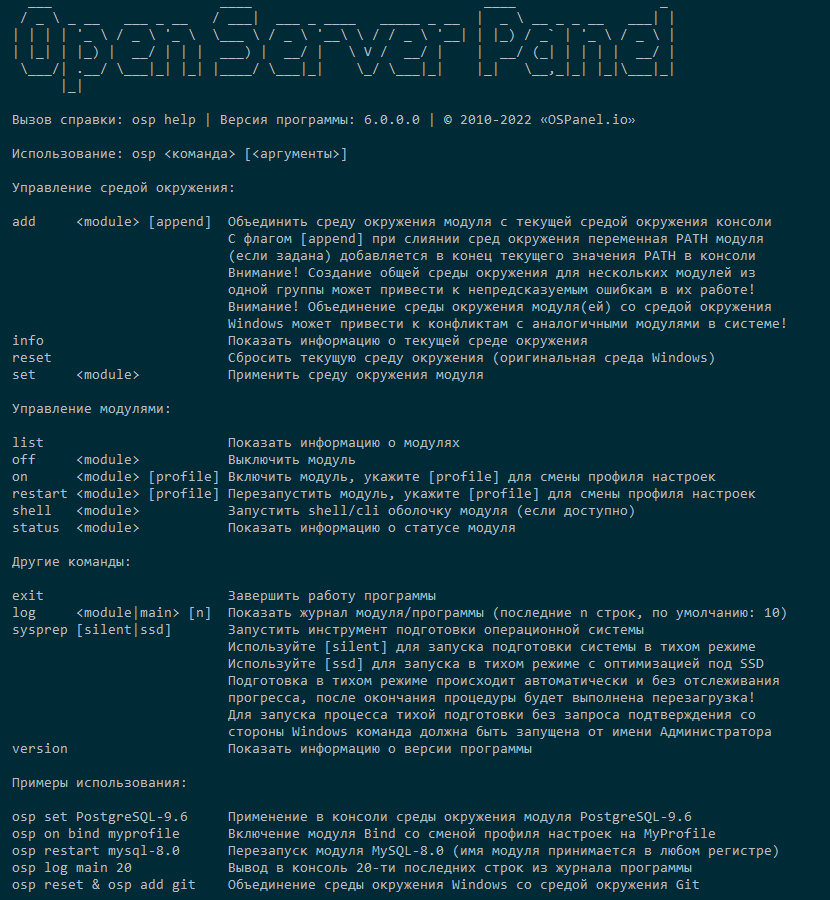 Open Server Panel
Вызов справки: osp help | Версия программы: 6.0.0.0 | © 2010-2022 «OSPanel.io»
Использование: osp <команда> [<аргументы>]
Управление средой окружения:
add     <module> [append]  Объединить среду окружения модуля с текущей средой окружения консоли
                           С флагом [append] при слиянии сред окружения переменная PATH модуля
                           (если задана) добавляется в конец текущего значения PATH в консоли
                           Внимание! Создание общей среды окружения для нескольких модулей из
                           одной группы может привести к непредсказуемым ошибкам в их работе!
                           Внимание! Объединение среды окружения модуля(ей) со средой окружения
                           Windows может привести к конфликтам с аналогичными модулями в системе!
info                       Показать информацию о текущей среде окружения
reset                      Сбросить текущую среду окружения (оригинальная среда Windows)
set     <module>           Применить среду окружения модуля
Управление модулями:
list                       Показать информацию о модулях
off     <module>           Выключить модуль
on      <module> [profile] Включить модуль, укажите [profile] для смены профиля настроек
restart <module> [profile] Перезапустить модуль, укажите [profile] для смены профиля настроек
shell   <module>           Запустить shell/cli оболочку модуля (если доступно)
status  <module>           Показать информацию о статусе модуля
Другие команды:
exit                       Завершить работу программы
log     <module|main> [n]  Показать журнал модуля/программы (последние n строк, по умолчанию: 10)
sysprep [silent|ssd]       Запустить инструмент подготовки операционной системы
                           Используйте [silent] для запуска подготовки системы в тихом режиме
                           Используйте [ssd] для запуска в тихом режиме с оптимизацией под SSD
                           Подготовка в тихом режиме происходит автоматически и без отслеживания
                           прогресса, после окончания процедуры будет выполнена перезагрузка!
                           Для запуска процесса тихой подготовки без запроса подтверждения со
                           стороны Windows команда должна быть запущена от имени Администратора
version                    Показать информацию о версии программы
Примеры использования:
osp set PostgreSQL-9.6     Применение в консоли среды окружения модуля PostgreSQL-9.6
osp on bind myprofile      Включение модуля Bind со сменой профиля настроек на MyProfile
osp restart mysql-8.0      Перезапуск модуля MySQL-8.0 (имя модуля принимается в любом регистре)
osp log main 20            Вывод в консоль 20-ти последних строк из журнала программы
osp reset & osp add git    Объединение среды окружения Windows со средой окружения Git